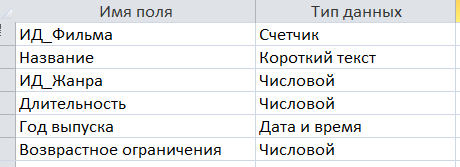 Имя поля Тип данных
ИД_Фильма Счетчик
Название Короткий текст
ИД_Жанра Числовой
Длительность Числовой
Год выпуска Дата и время
Возврастное ограничения Числовой